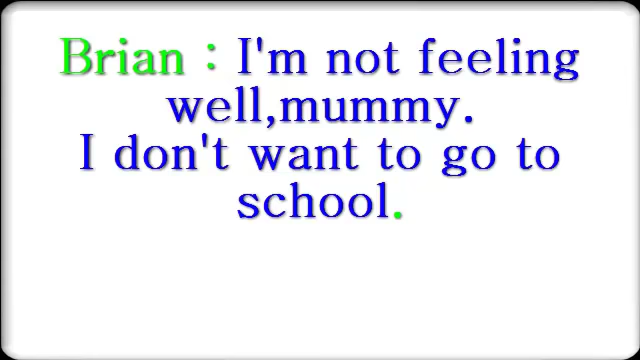 Brian : I'm not feeling
well,mummy.
I don't want to go to
school.